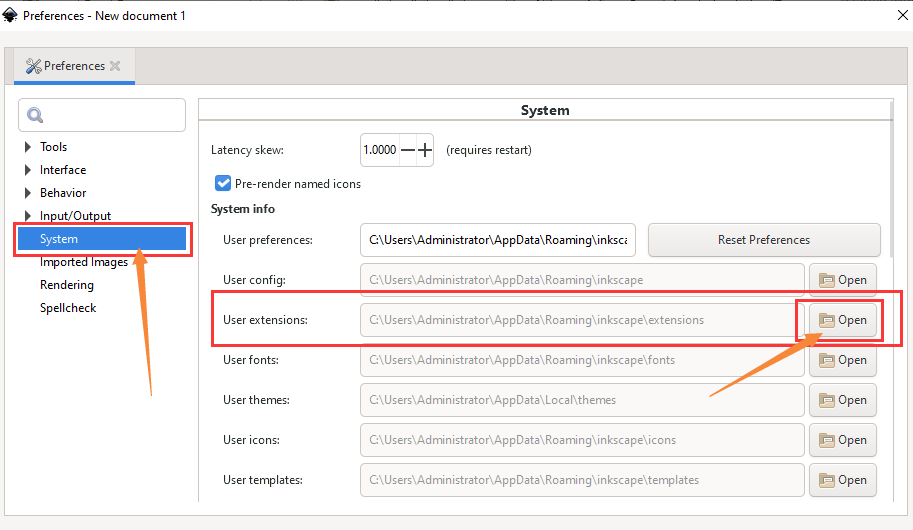 Preferences - New document 1
Preferences
System
Tools
Interface
Behavior
Input/Output
System
Imported Images
Rendering
Spellcheck
Latency skew: 1.0000 (requires restart)
Pre-render named icons
System info
User preferences: C:\Users\Administrator\AppData\Roaming\inksca Reset Preferences
User config: C:\Users\Administrator\AppData\Roaming\inkscape Open
User extensions: C:\Users\Administrator\AppData\Roaming\inkscape\extensions Open
User fonts: C:\Users\Administrator\AppData\Roaming\inkscape\fonts Open
User themes: C:\Users\Administrator\AppData\Local\themes Open
User icons: C:\Users\Administrator\AppData\Roaming\inkscape\icons Open
User templates: C:\Users\Administrator\AppData\Roaming\inkscape\templates Open